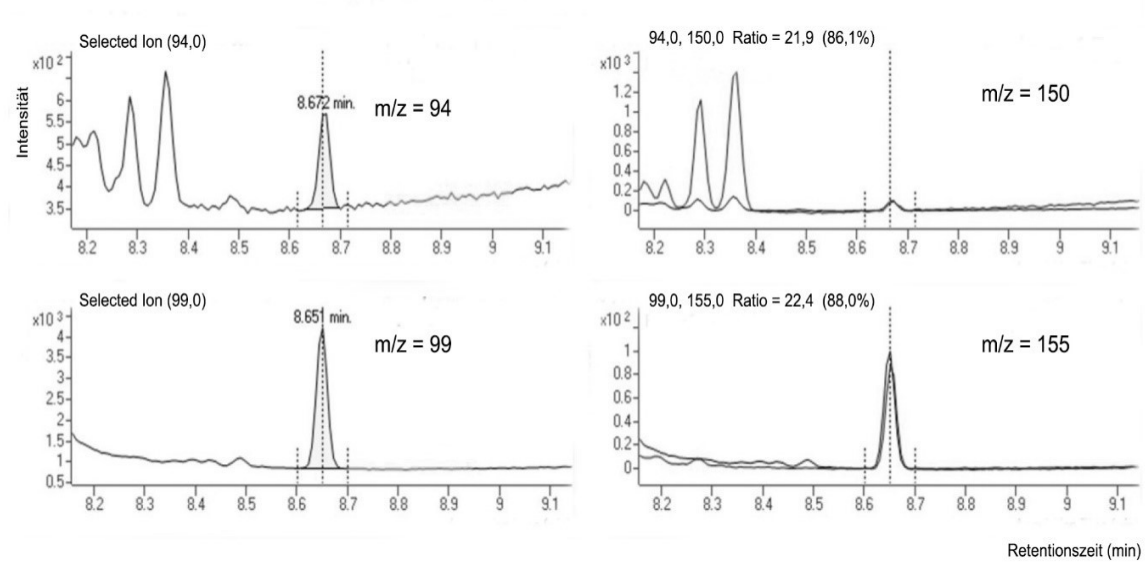 Selected Ion (94,0)
x10 2
Intensität
8.672 min.
m/z = 94
6
5.5
5
4.5
4
3.5
8.2 8.3 8.4 8.5 8.6 8.7 8.8 8.9 9 9.1
94,0, 150,0 Ratio = 21,9 (86,1%)
x10 3
m/z = 150
1.2
1
0.8
0.6
0.4
0.2
0
8.2 8.3 8.4 8.5 8.6 8.7 8.8 8.9 9 9.1
Selected Ion (99,0)
x10 3
8.651 min.
m/z = 99
4
3.5
3
2.5
2
1.5
1
0.5
8.2 8.3 8.4 8.5 8.6 8.7 8.8 8.9 9 9.1
99,0, 155,0 Ratio = 22,4 (88,0%)
x10 2
m/z = 155
1
0.8
0.6
0.4
0.2
0
8.2 8.3 8.4 8.5 8.6 8.7 8.8 8.9 9 9.1
Retentionszeit (min)